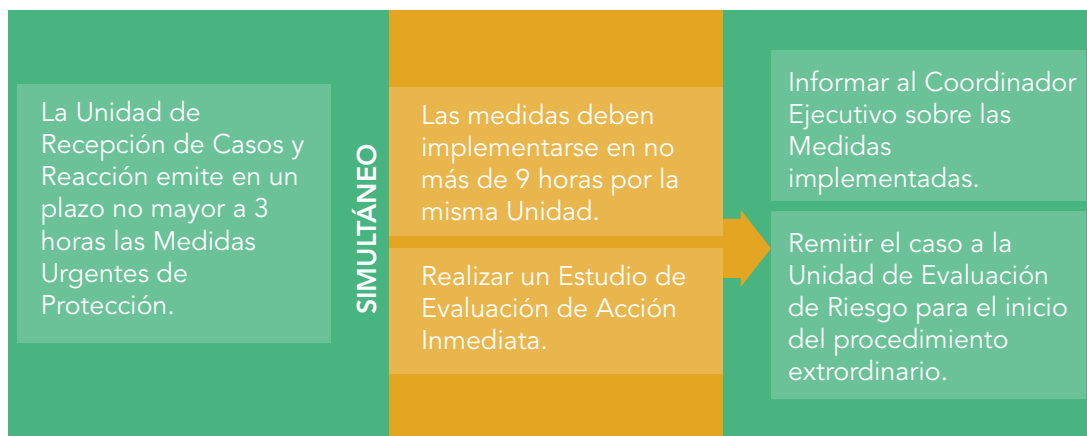 La Unidad de
Recepción de Casos y
Reacción emite en un
plazo no mayor a 3
horas las Medidas
Urgentes de
Protección.
SIMULTÁNEO
Las medidas deben
implementarse en no
más de 9 horas por la
misma Unidad.
Realizar un Estudio de
Evaluación de Acción
Inmediata.
Informar al Coordinador
Ejecutivo sobre las
Medidas
implementadas.
Remitir el caso a la
Unidad de Evaluación
de Riesgo para el inicio
del procedimiento
extrordinario.